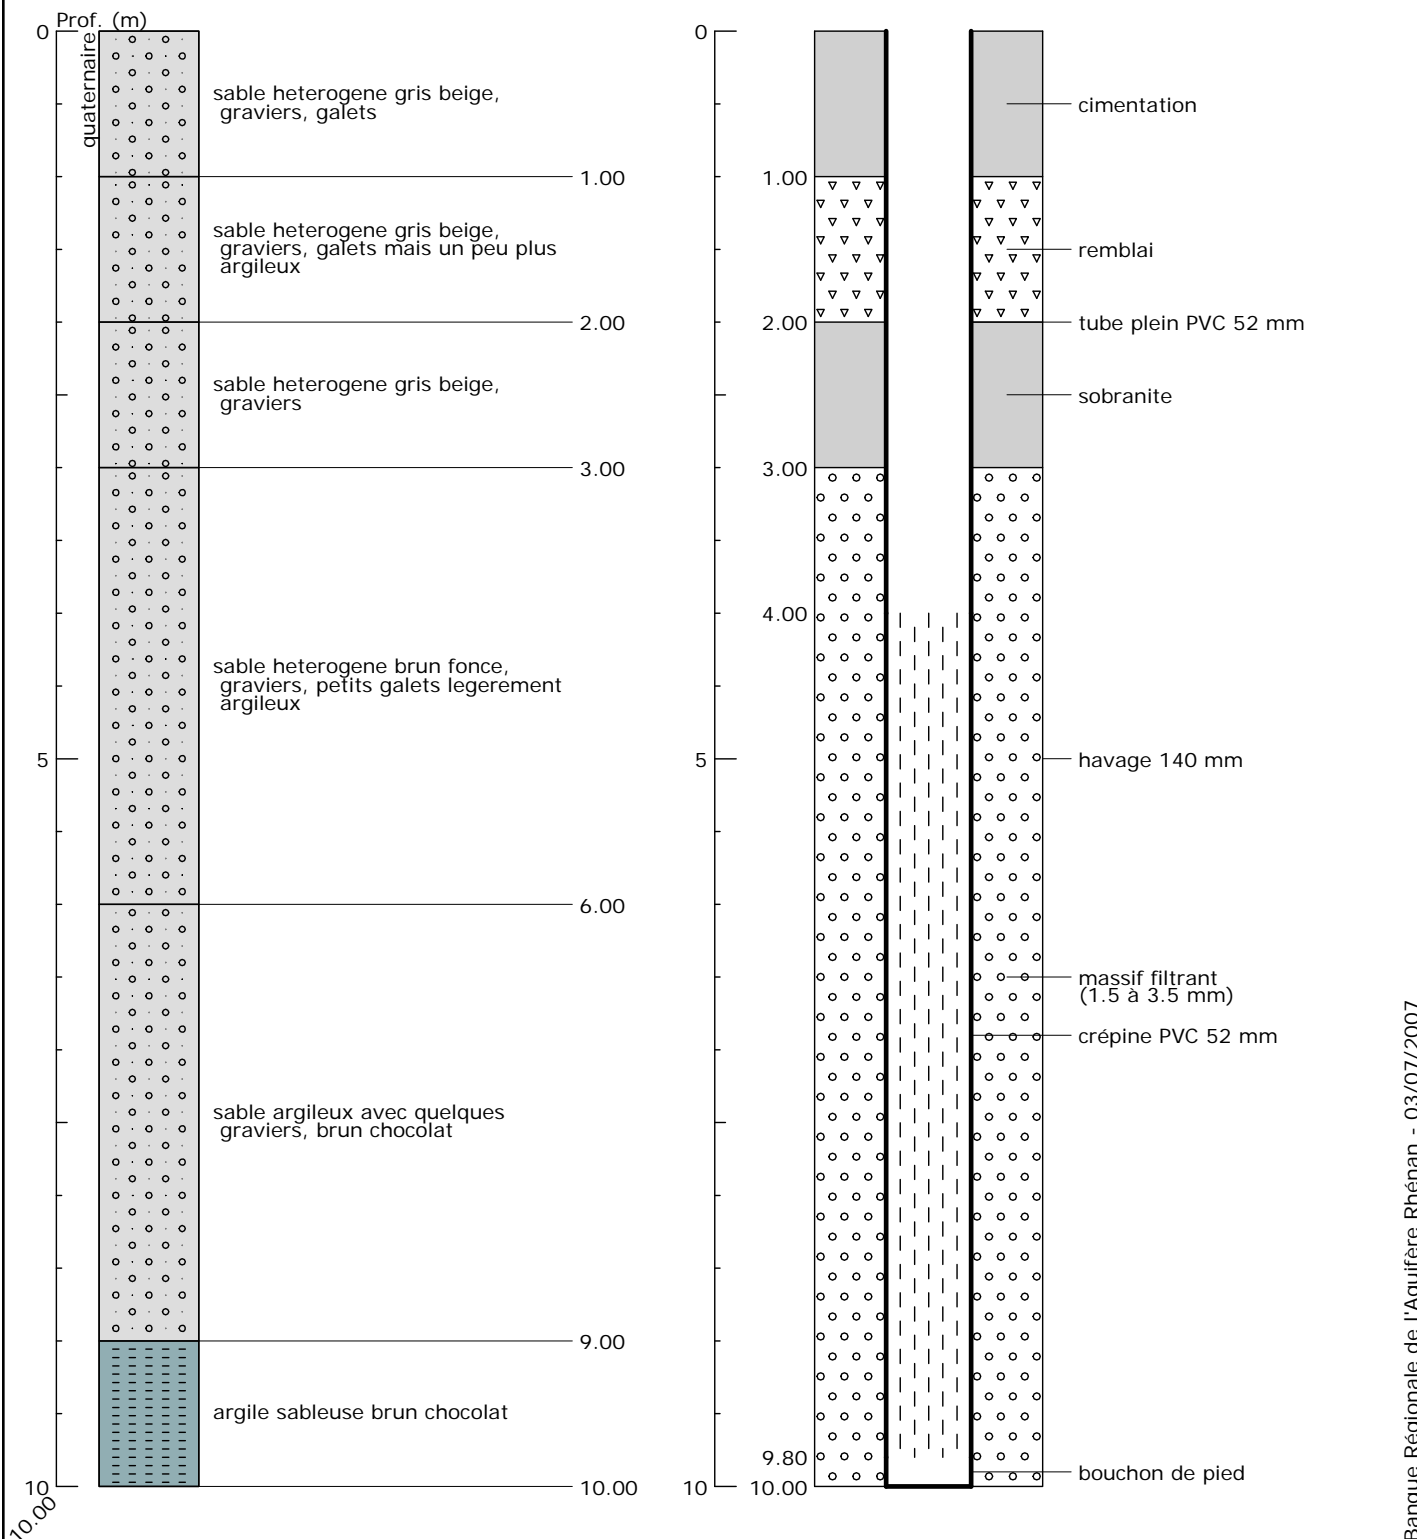 Prof. (m)
0
quaternaire
sable heterogene gris beige,
graviers, galets
1.00
sable heterogene gris beige,
graviers, galets mais un peu plus
argileux
2.00
sable heterogene gris beige,
graviers
3.00
sable heterogene brun fonce,
graviers, petits galets legerement
argileux
5
6.00
sable argileux avec quelques
graviers, brun chocolat
9.00
argile sableuse brun chocolat
10
10.00
10.00
0
cimentation
1.00
remblai
2.00
tube plein PVC 52 mm
sobranite
3.00
4.00
5
havage 140 mm
massif filtrant
(1.5 à 3.5 mm)
crépine PVC 52 mm
9.80
bouchon de pied
10
10.00
Banque Régionale de l'Aquifère Rhénan - 03/07/2007